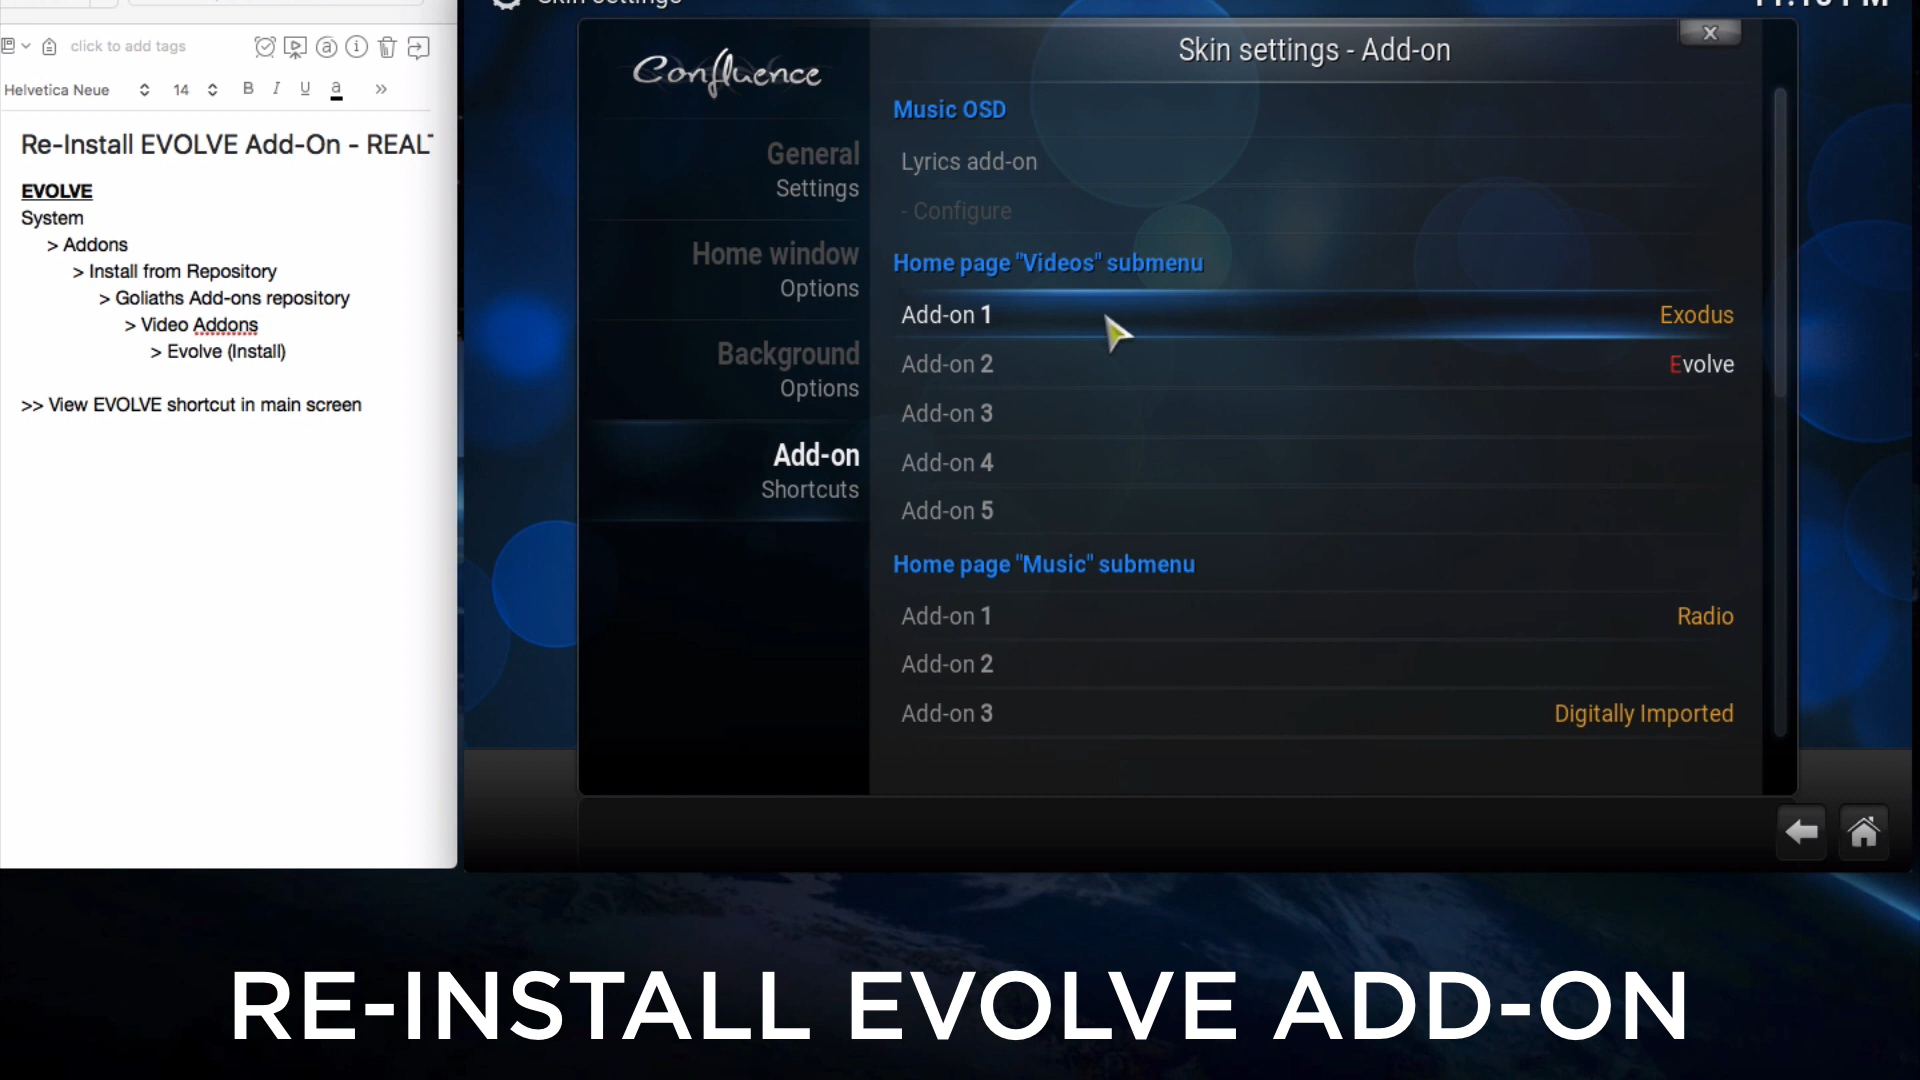 click to add tags
Helvetica Neue 14 B I U a »
Re-Install EVOLVE Add-On - REAL
EVOLVE
System
> Addons
> Install from Repository
> Goliaths Add-ons repository
> Video Addons
> Evolve (Install)
>> View EVOLVE shortcut in main screen
Skin settings
Confluence
General
Settings
Home window
Options
Background
Options
Add-on
Shortcuts
Skin settings - Add-on
X
Music OSD
Lyrics add-on
- Configure
Home page "Videos" submenu
Add-on 1 Exodus
Add-on 2 Evolve
Add-on 3
Add-on 4
Add-on 5
Home page "Music" submenu
Add-on 1 Radio
Add-on 2
Add-on 3 Digitally Imported
RE-INSTALL EVOLVE ADD-ON